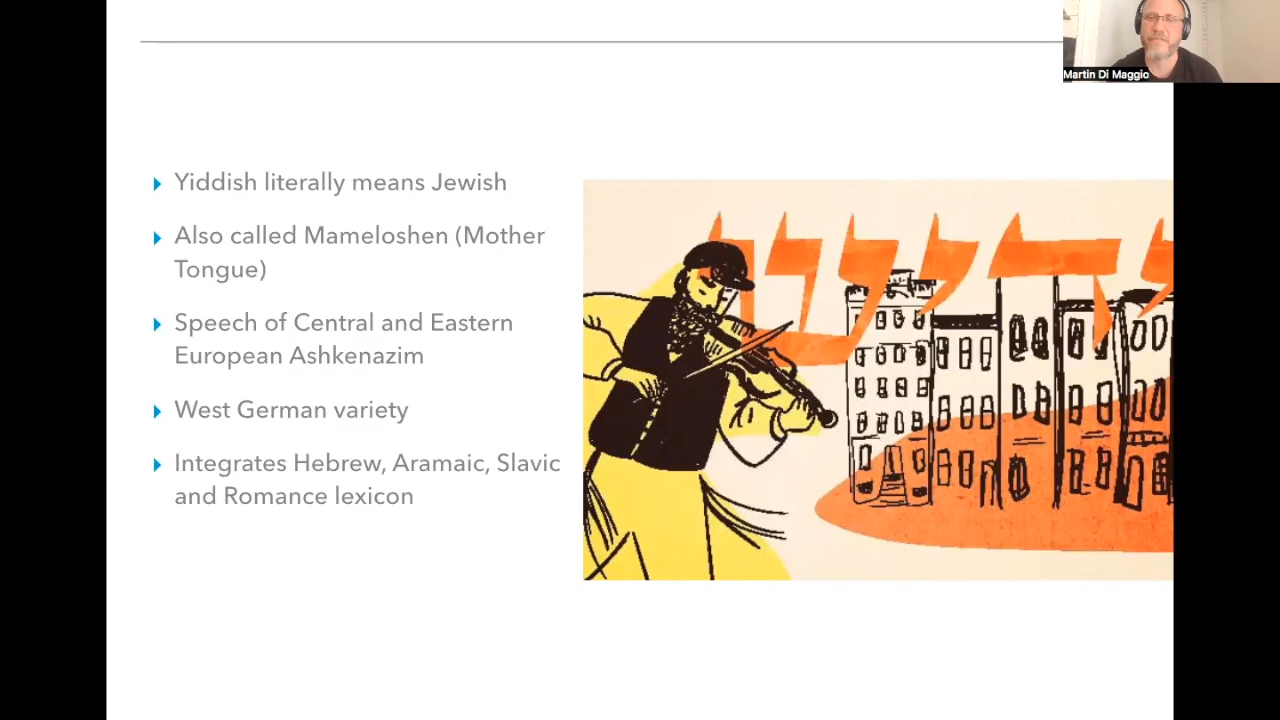 Martin Di Maggio
Yiddish literally means Jewish
Also called Mameloshen (Mother
Tongue)
Speech of Central and Eastern
European Ashkenazim
West German variety
Integrates Hebrew, Aramaic, Slavic
and Romance lexicon